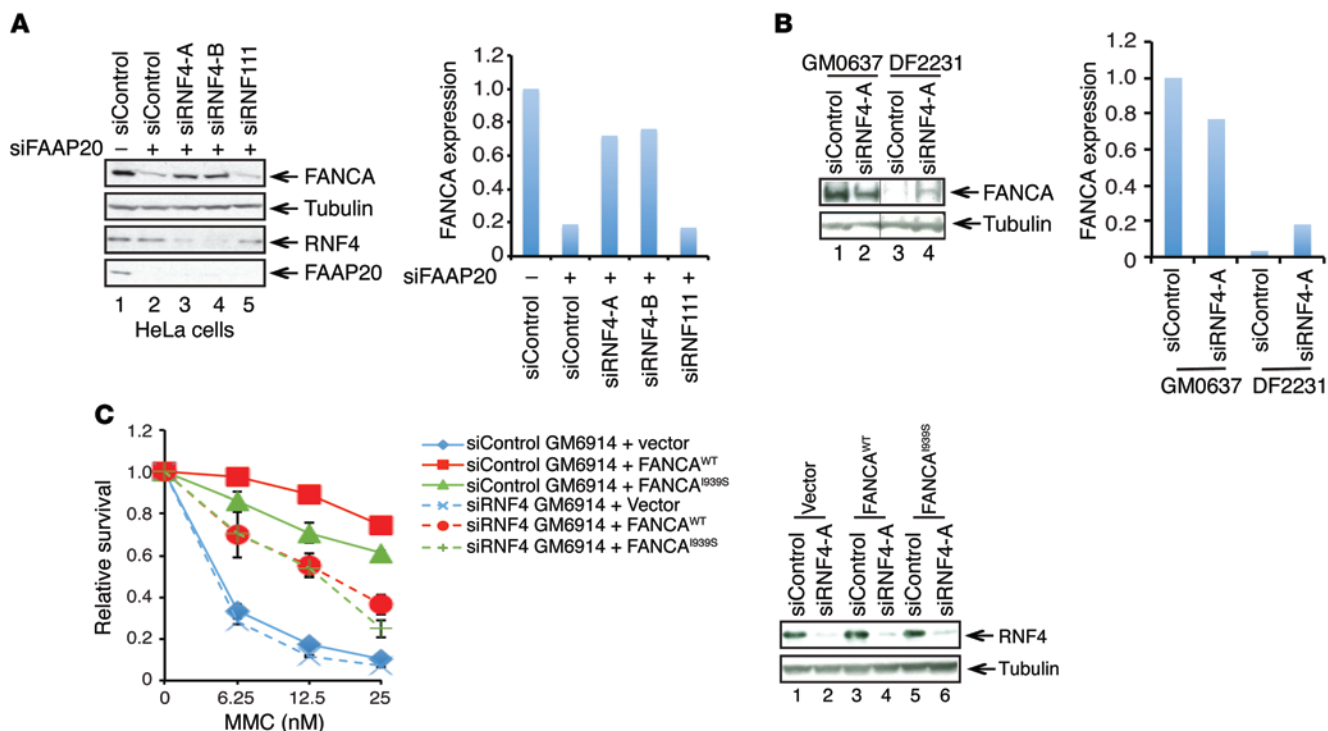 A
siControl
siControl
siRNF4-A
siRNF4-B
siRNF111
siFAAP20 – + + + +
FANCA
Tubulin
RNF4
FAAP20
1 2 3 4 5
HeLa cells
FANCA expression
1.2
1.0
0.8
0.6
0.4
0.2
0
siFAAP20 – + + + +
siControl
siControl
siRNF4-A
siRNF4-B
siRNF111
B
GM0637 DF2231
siControl
siRNF4-A
siControl
siRNF4-A
FANCA
Tubulin
1 2 3 4
FANCA expression
1.2
1.0
0.8
0.6
0.4
0.2
0
siControl
siRNF4-A
siControl
siRNF4-A
GM0637 DF2231
C
Relative survival
1.2
1.0
0.8
0.6
0.4
0.2
0
0 6.25 12.5 25
MMC (nM)
siControl GM6914 + vector
siControl GM6914 + FANCA^WT
siControl GM6914 + FANCA^I939S
siRNF4 GM6914 + Vector
siRNF4 GM6914 + FANCA^WT
siRNF4 GM6914 + FANCA^I939S
Vector
FANCA^WT
FANCA^I939S
siControl
siRNF4-A
siControl
siRNF4-A
siControl
siRNF4-A
RNF4
Tubulin
1 2 3 4 5 6